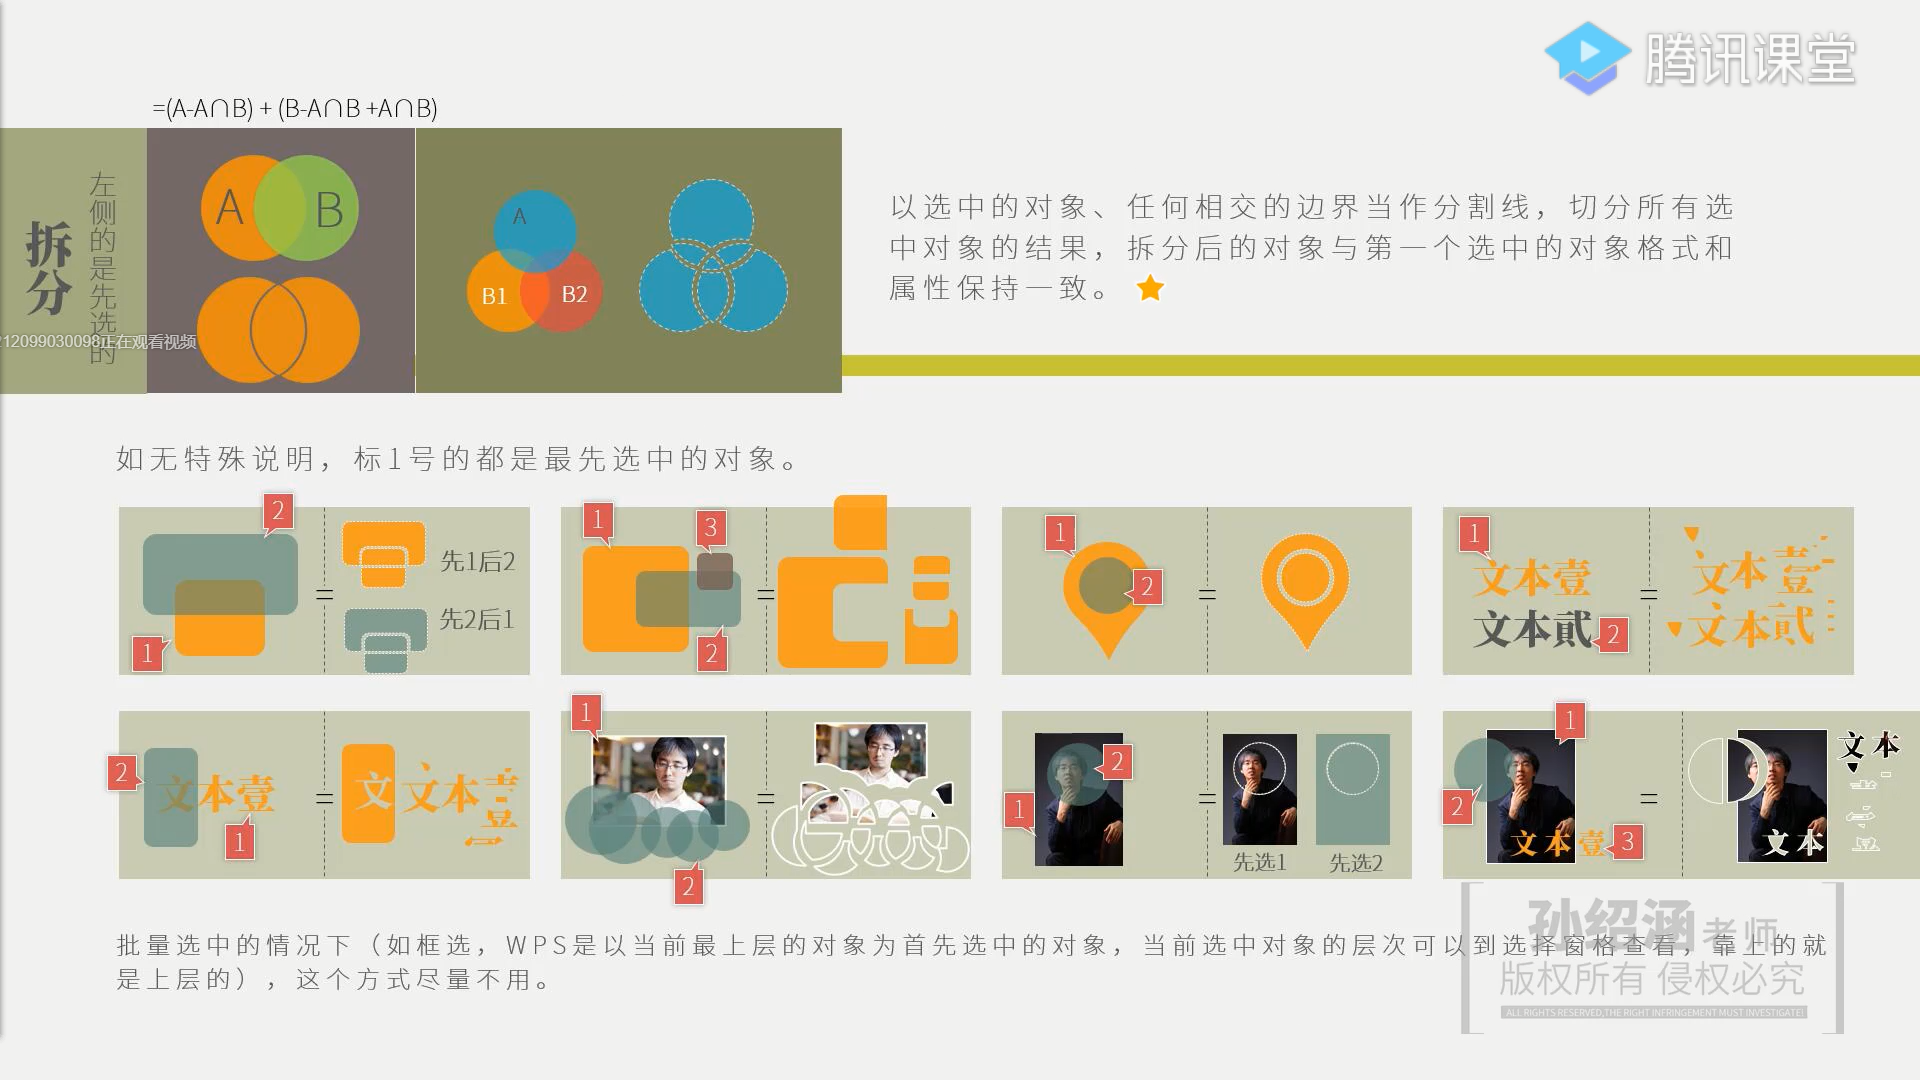 腾讯课堂
=(A-A∩B) + (B-A∩B +A∩B)
拆分
左侧的是先选的
A
B
A
B1
B2
以选中的对象、任何相交的边界当作分割线，切分所有选
中对象的结果，拆分后的对象与第一个选中的对象格式和
属性保持一致。
212099030098正在观看视频
如无特殊说明，标1号的都是最先选中的对象。
2
1
=
先1后2
先2后1
1
3
2
=
1
2
=
1
文本壹
文本貳
2
=
文本壹
文本貳
2
文本壹
1
=
文 文本壹
1
2
=
2
1
=
先选1
先选2
1
2
文本壹
3
=
文本
文本
批量选中的情况下（如框选，WPS是以当前最上层的对象为首先选中的对象，当前选中对象的层次可以到选择窗格查看，靠上的就
是上层的），这个方式尽量不用。
孙绍涵老师
版权所有 侵权必究
ALL RIGHTS RESERVED,THE RIGHT INFRINGEMENT MUST INVESTIGATE!